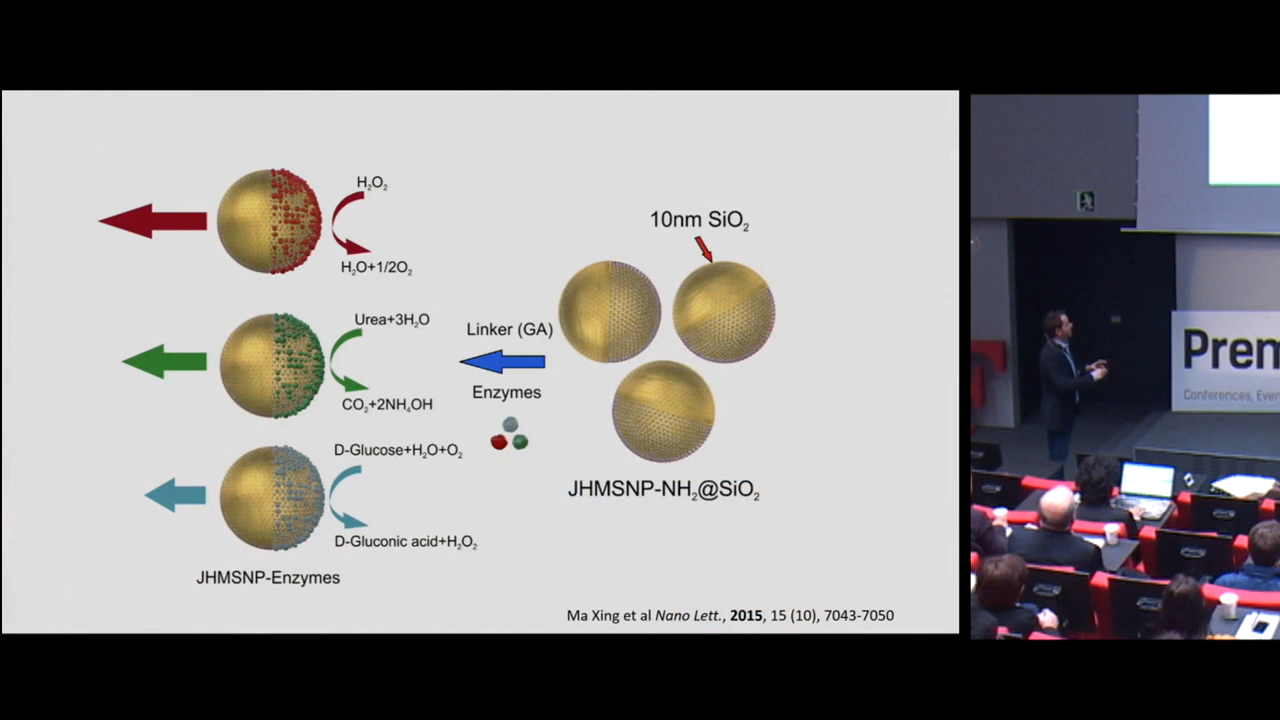 H₂O₂
H₂O+1/2O₂
Urea+3H₂O
CO₂+2NH₄OH
D-Glucose+H₂O+O₂
D-Gluconic acid+H₂O₂
JHMSNP-Enzymes
Linker (GA)
Enzymes
10nm SiO₂
JHMSNP-NH₂@SiO₂
Ma Xing et al Nano Lett., 2015, 15 (10), 7043-7050
Prem
Conferences, Even